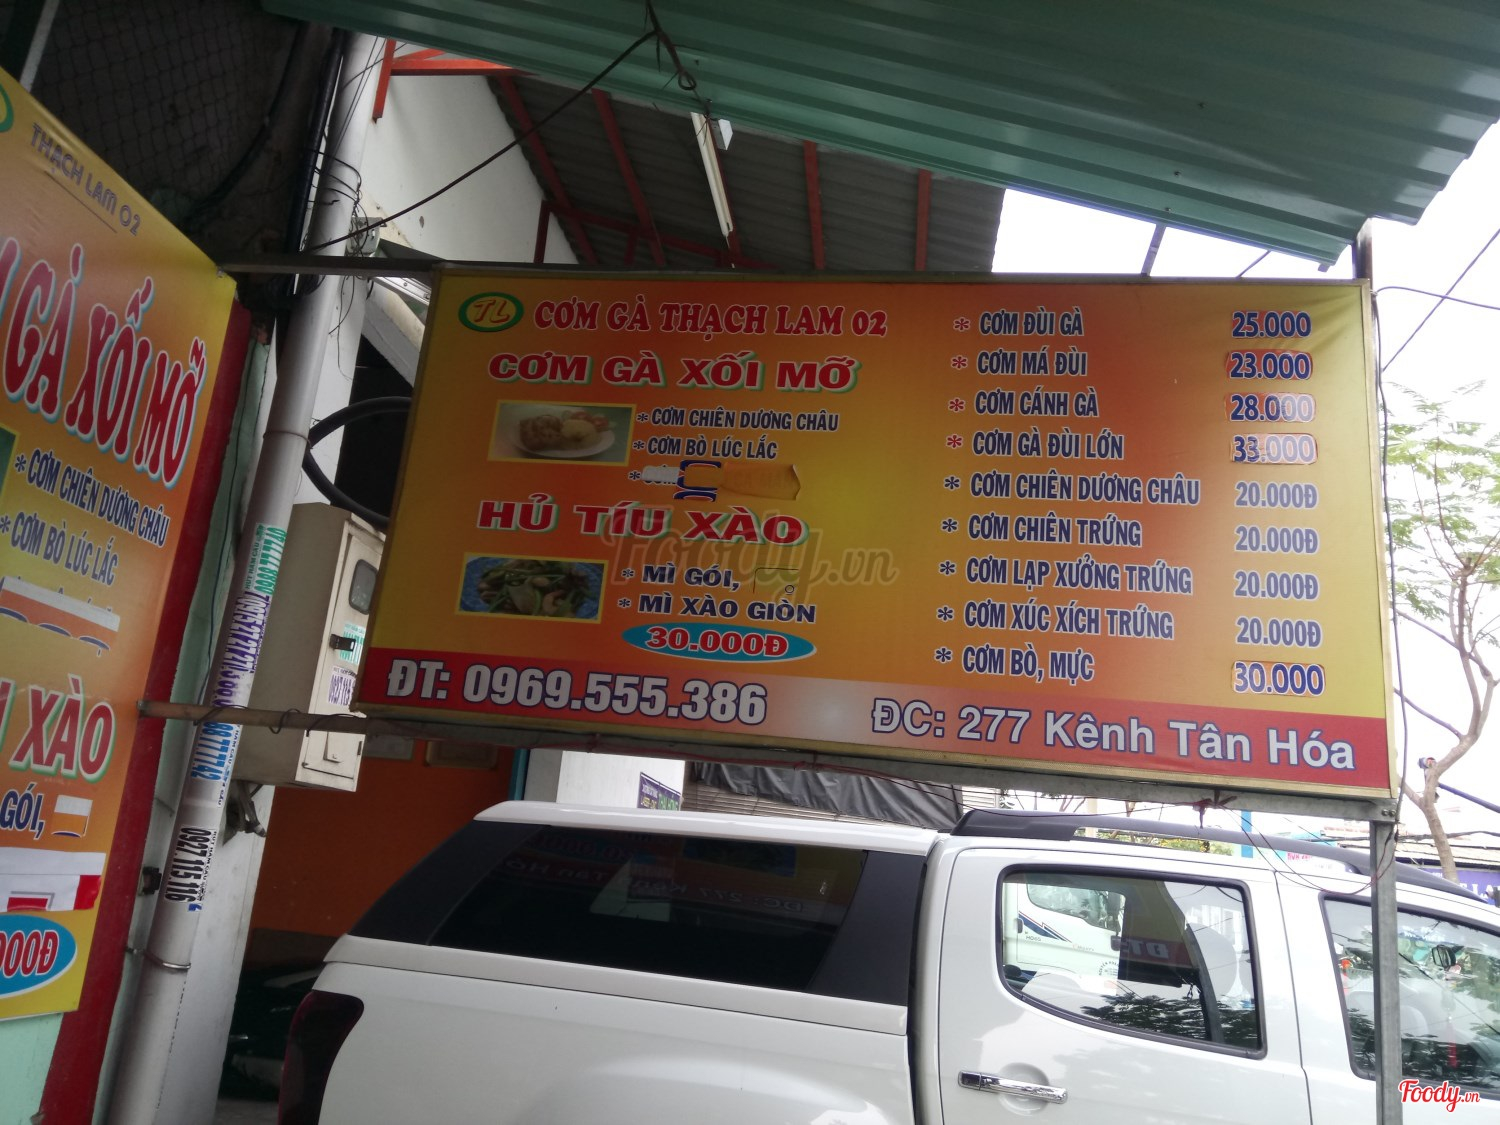 THẠCH LAM 02
GÀ XỐI MỠ
* CƠM CHIÊN DƯƠNG CHÂU
* CƠM BÒ LÚC LẮC
XÀO
GÓI,
000Đ
TL
CƠM GÀ THẠCH LAM 02
CƠM GÀ XỐI MỠ
* CƠM CHIÊN DƯƠNG CHÂU
* CƠM BÒ LÚC LẮC
HỦ TÍU XÀO
* MÌ GÓI,
* MÌ XÀO GIÒN
30.000Đ
* CƠM ĐÙI GÀ 25.000
* CƠM MÁ ĐÙI 23.000
* CƠM CÁNH GÀ 28.000
* CƠM GÀ ĐÙI LỚN 33.000
* CƠM CHIÊN DƯƠNG CHÂU 20.000Đ
* CƠM CHIÊN TRỨNG 20.000Đ
* CƠM LẠP XƯỞNG TRỨNG 20.000Đ
* CƠM XÚC XÍCH TRỨNG 20.000Đ
* CƠM BÒ, MỰC 30.000
ĐT: 0969.555.386
ĐC: 277 Kênh Tân Hóa
Foody.vn
0927.115.116
Foody.vn